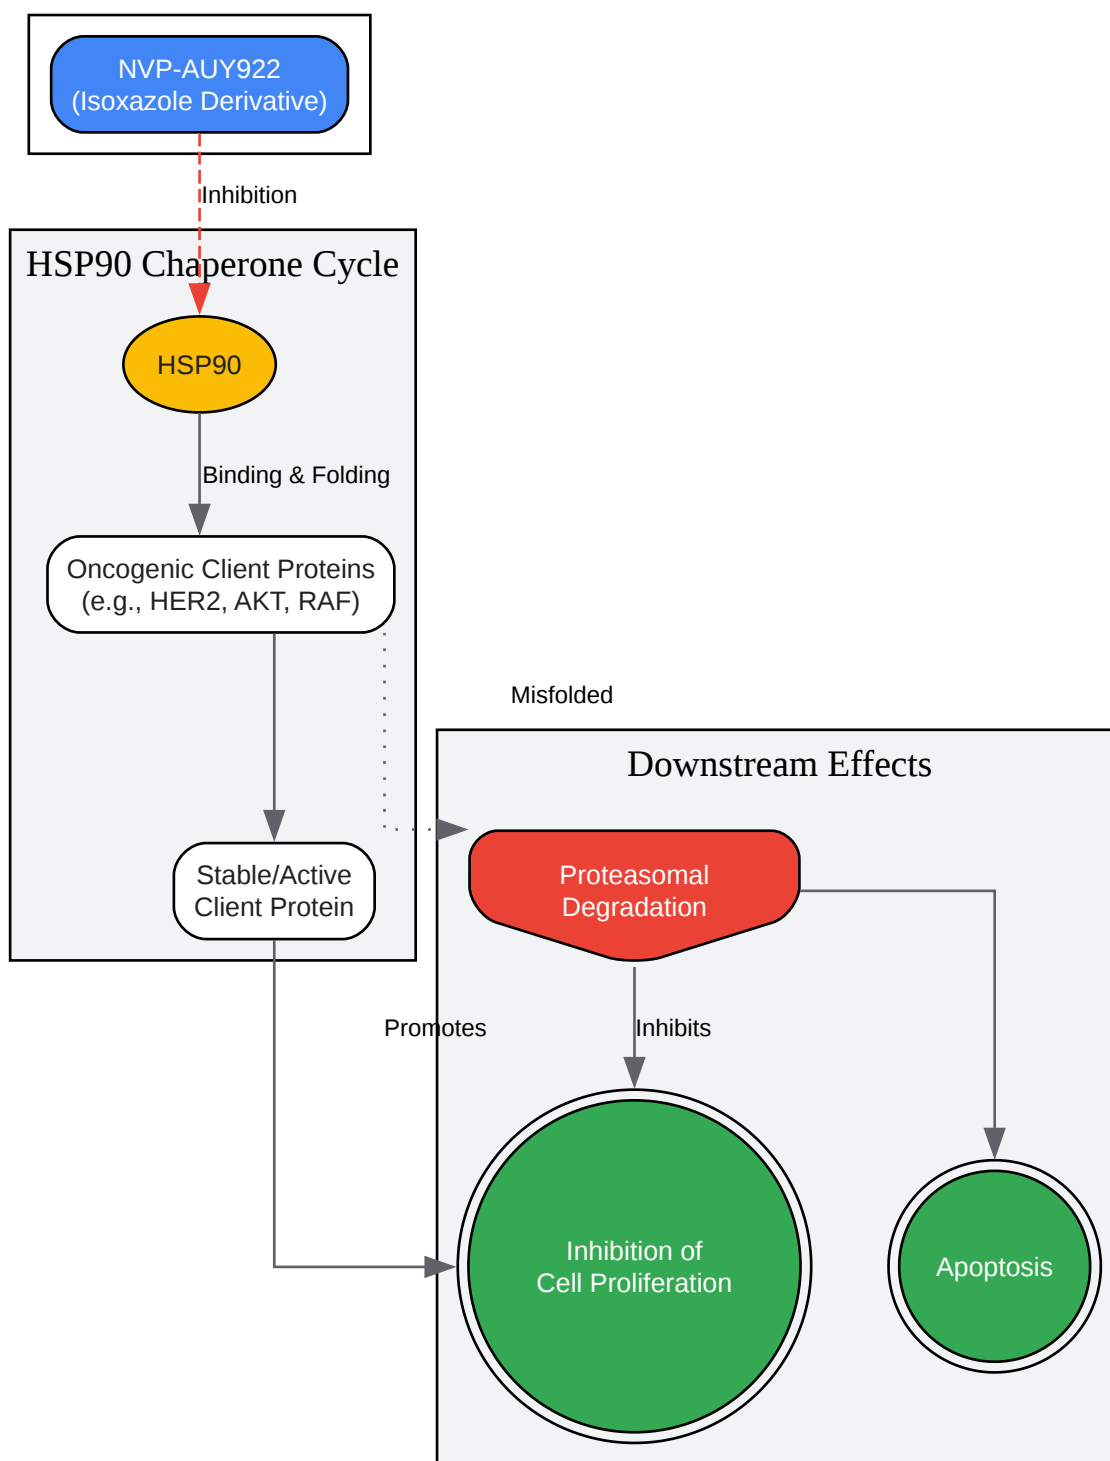 NVP-AUY922
(Isoxazole Derivative)
Inhibition
HSP90 Chaperone Cycle
HSP90
Binding & Folding
Oncogenic Client Proteins
(e.g., HER2, AKT, RAF)
Misfolded
Downstream Effects
Stable/Active
Client Protein
Proteasomal
Degradation
Promotes
Inhibits
Inhibition of
Cell Proliferation
Apoptosis